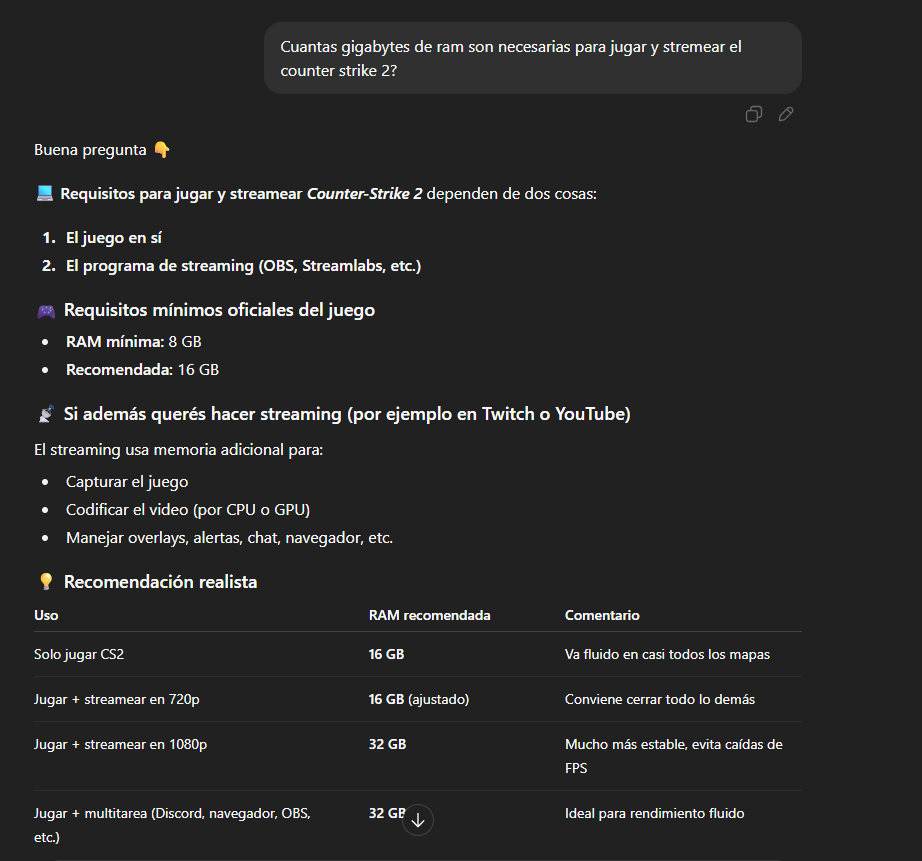 Cuantas gigabytes de ram son necesarias para jugar y stremear el
counter strike 2?
Buena pregunta 👇
💻 Requisitos para jugar y streamear Counter-Strike 2 dependen de dos cosas:
1. El juego en sí
2. El programa de streaming (OBS, Streamlabs, etc.)
🎮 Requisitos mínimos oficiales del juego
• RAM mínima: 8 GB
• Recomendada: 16 GB
📡 Si además querés hacer streaming (por ejemplo en Twitch o YouTube)
El streaming usa memoria adicional para:
• Capturar el juego
• Codificar el video (por CPU o GPU)
• Manejar overlays, alertas, chat, navegador, etc.
💡 Recomendación realista
Uso RAM recomendada Comentario
Solo jugar CS2 16 GB Va fluido en casi todos los mapas
Jugar + streamear en 720p 16 GB (ajustado) Conviene cerrar todo lo demás
Jugar + streamear en 1080p 32 GB Mucho más estable, evita caídas de
FPS
Jugar + multitarea (Discord, navegador, OBS, 32 GB Ideal para rendimiento fluido
etc.)